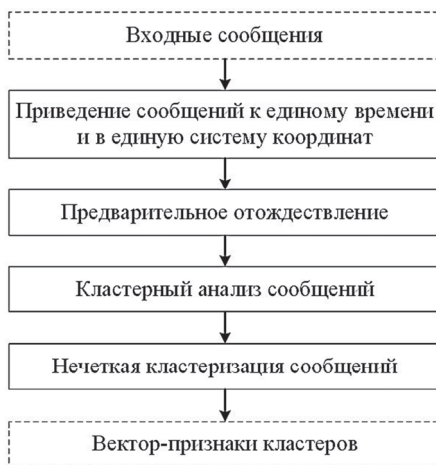 Входные сообщения
Приведение сообщений к единому времени
и в единую систему координат
Предварительное отождествление
Кластерный анализ сообщений
Нечеткая кластеризация сообщений
Вектор-признаки кластеров